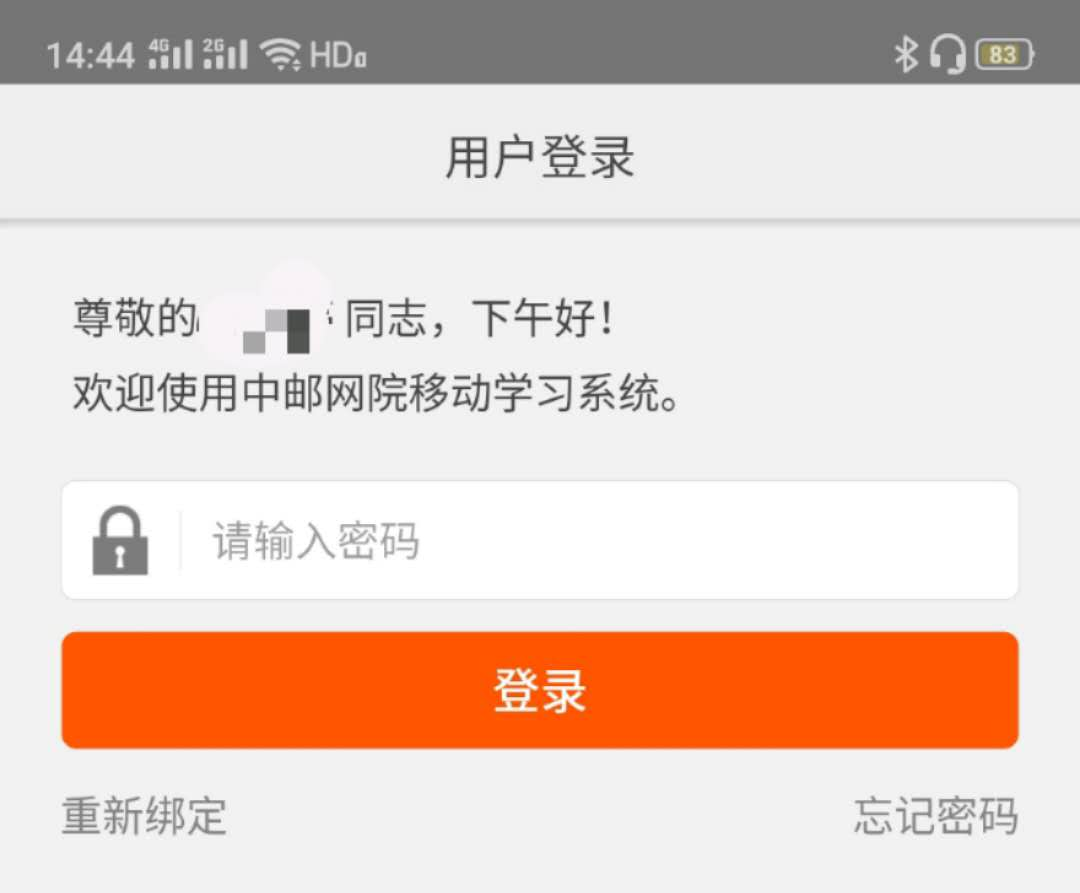 14:44 4G 2G HD 83
用户登录
尊敬的 同志，下午好！
欢迎使用中邮网院移动学习系统。
请输入密码
登录
重新绑定 忘记密码